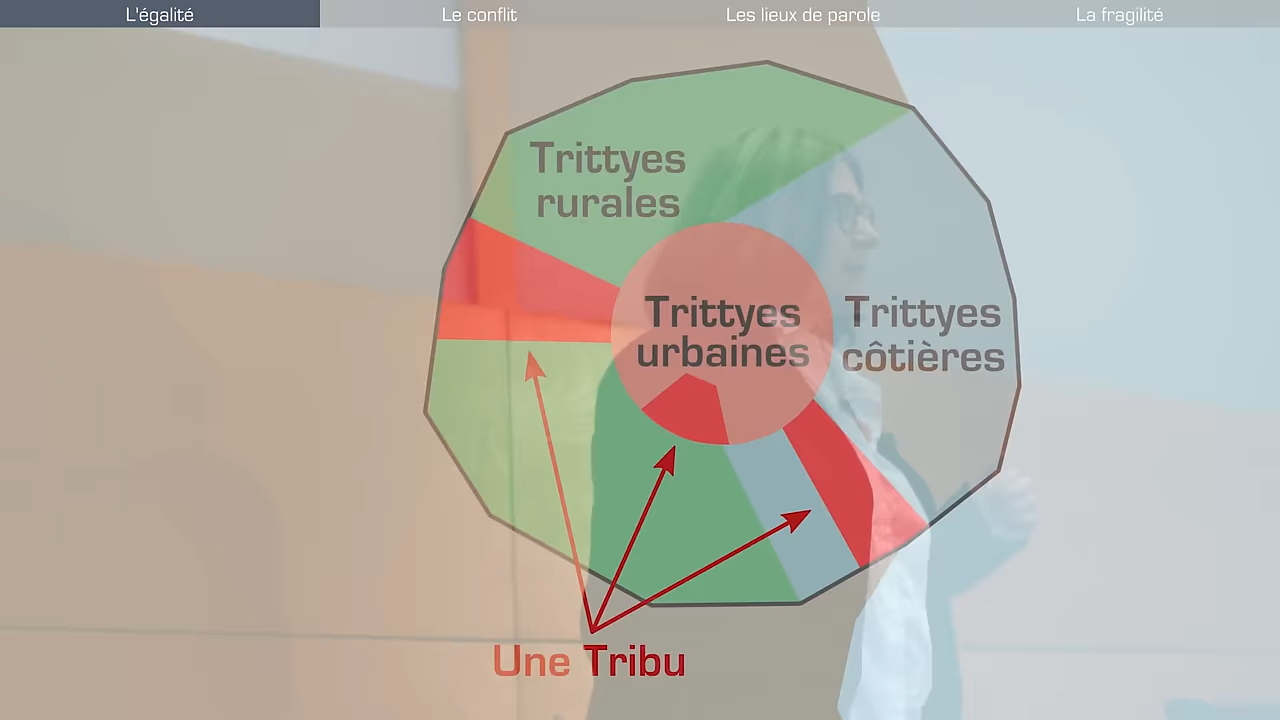 L'égalité
Le conflit
Les lieux de parole
La fragilité
Trittyes
rurales
Trittyes
urbaines
Trittyes
côtières
Une Tribu